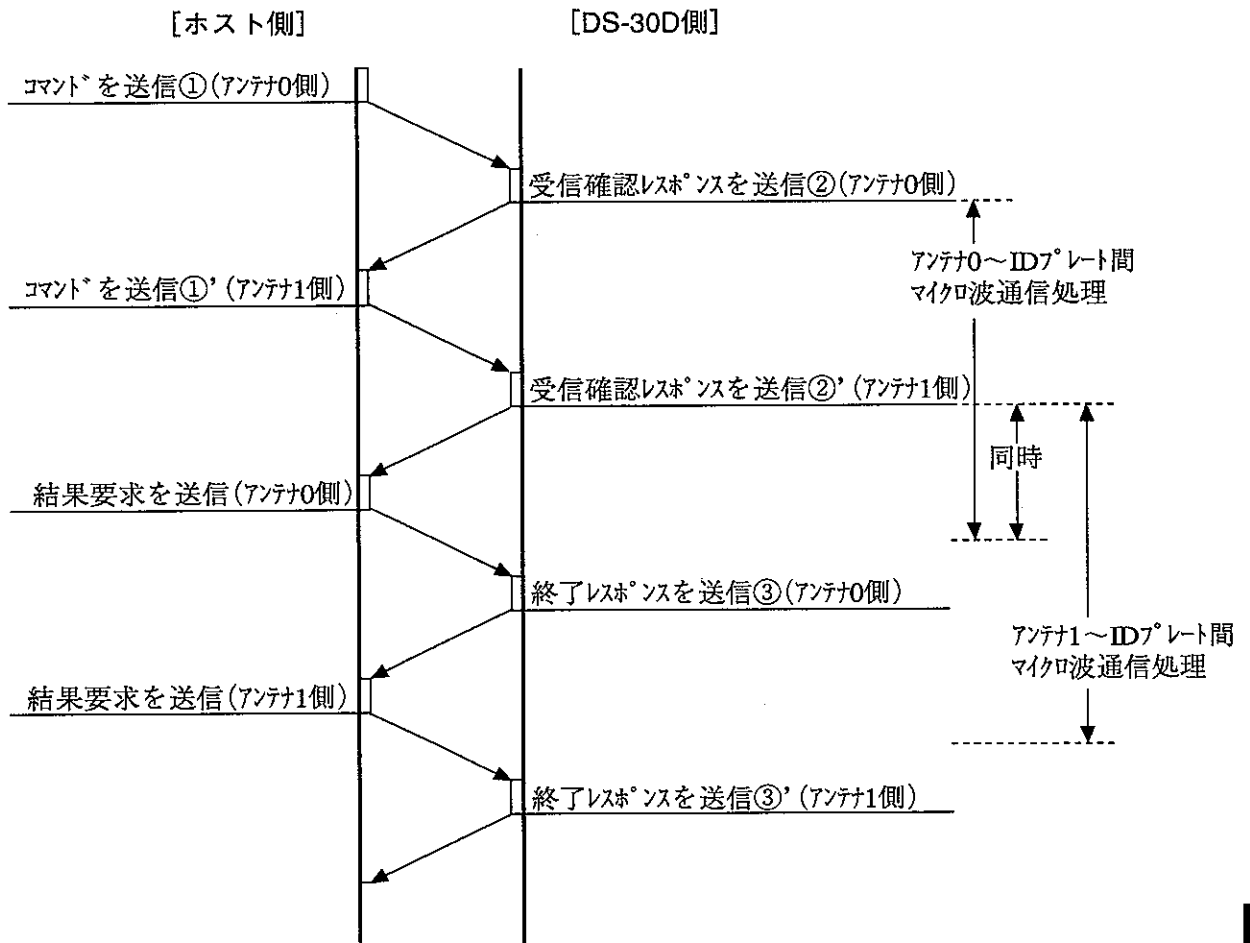 [ホスト側]
[DS-30D側]
コマンドを送信①(アンテナ0側)
受信確認レスポンスを送信②(アンテナ0側)
アンテナ0～IDプレート間
マイクロ波通信処理
コマンドを送信①’(アンテナ1側)
受信確認レスポンスを送信②’(アンテナ1側)
同時
結果要求を送信(アンテナ0側)
終了レスポンスを送信③(アンテナ0側)
アンテナ1～IDプレート間
マイクロ波通信処理
結果要求を送信(アンテナ1側)
終了レスポンスを送信③’(アンテナ1側)